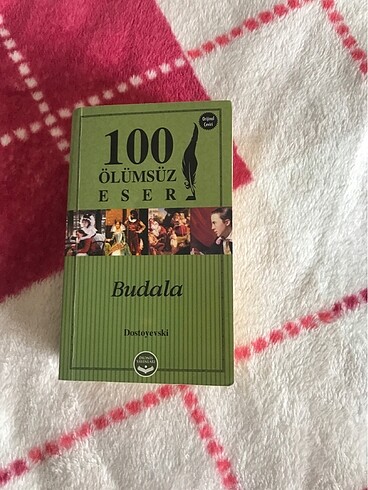 Orijinal
Çeviri
100
ÖLÜMSÜZ
ESER
Budala
Dostoyevski